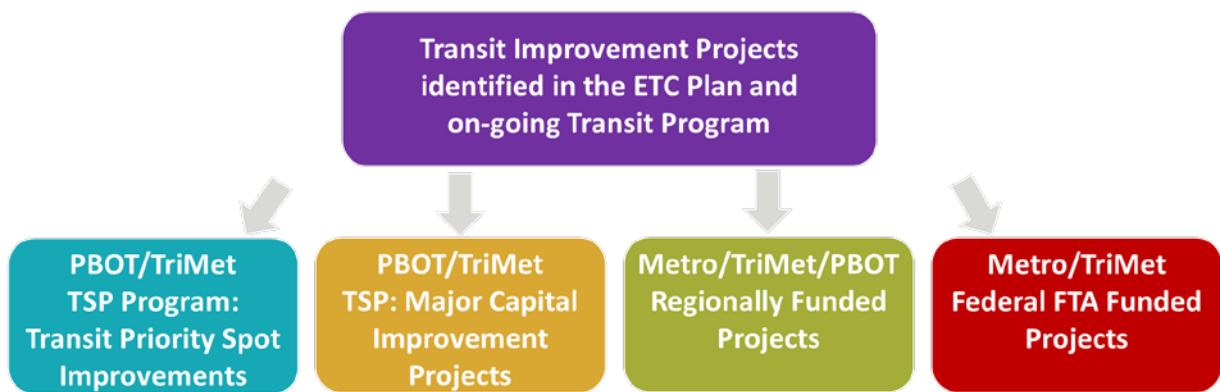 Transit Improvement Projects
identified in the ETC Plan and
on-going Transit Program
PBOT/TriMet
TSP Program:
Transit Priority Spot
Improvements
PBOT/TriMet
TSP: Major Capital
Improvement
Projects
Metro/TriMet/PBOT
Regionally Funded
Projects
Metro/TriMet
Federal FTA Funded
Projects